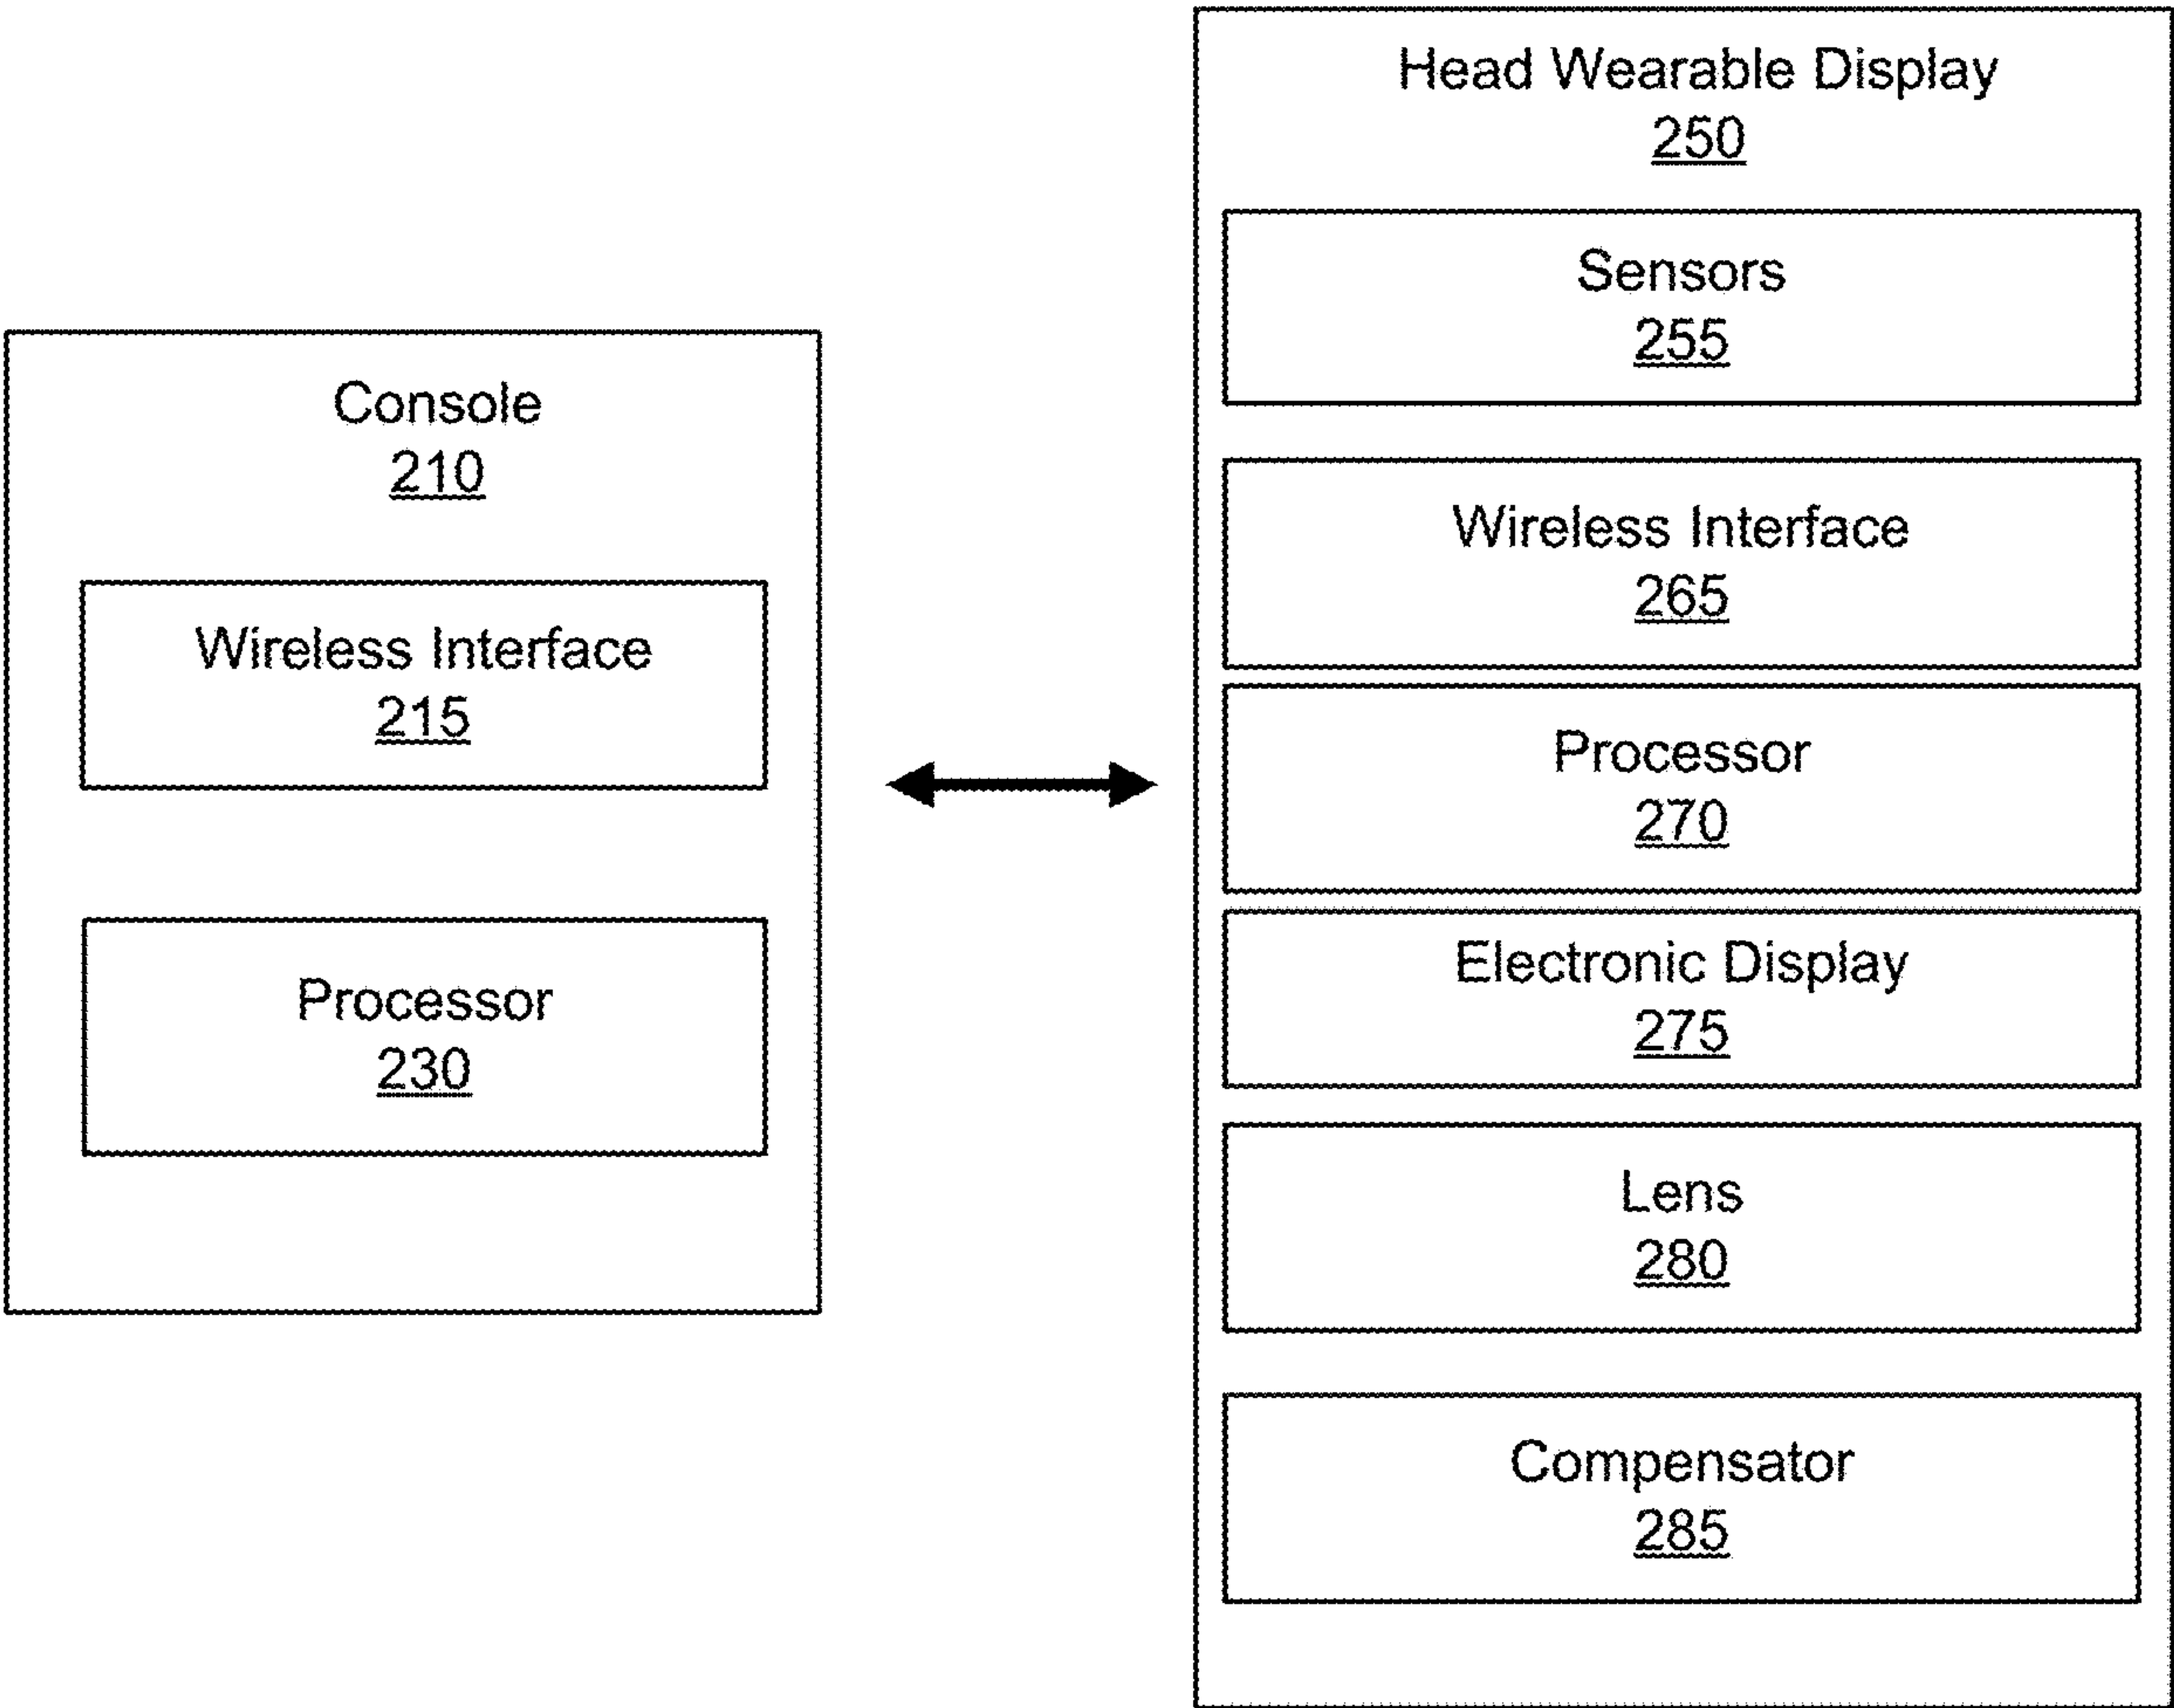 Console
210
Wireless Interface
215
Processor
230
Head Wearable Display
250
Sensors
255
Wireless Interface
265
Processor
270
Electronic Display
275
Lens
280
Compensator
285